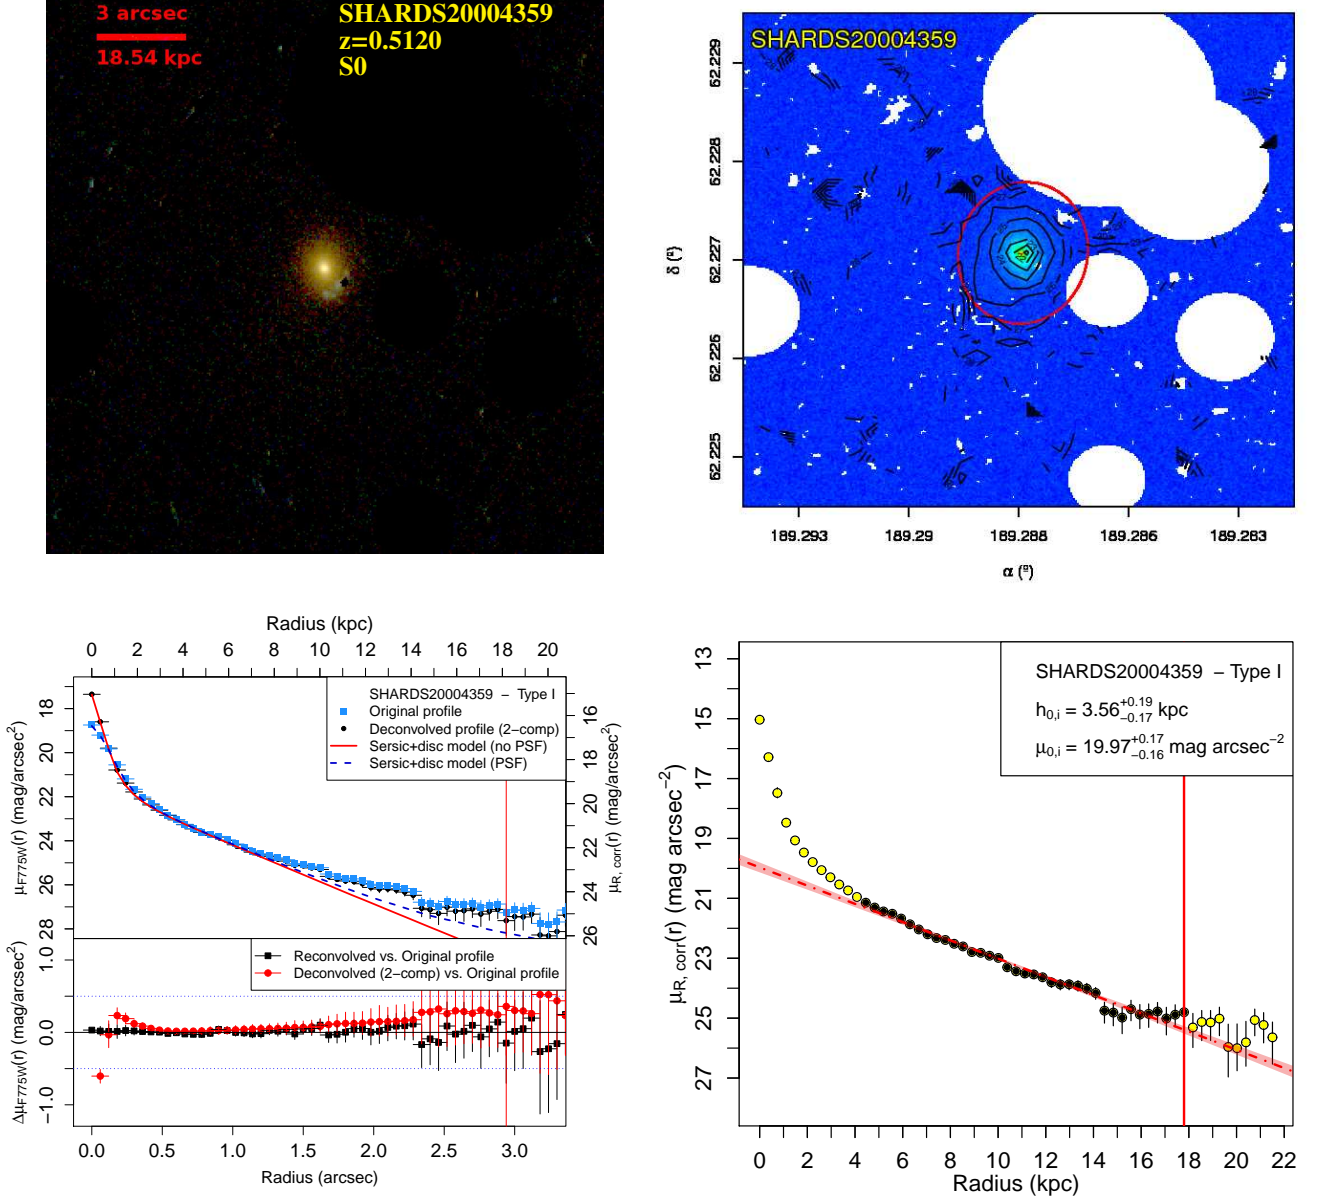 3 arcsec
18.54 kpc
SHARDS20004359
z=0.5120
S0
SHARDS20004359
62.229
62.228
62.227
62.226
62.225
δ (º)
189.293
189.29
189.288
189.286
189.283
α (º)
Radius (kpc)
0 2 4 6 8 10 12 14 16 18 20
SHARDS20004359 − Type I
Original profile
Deconvolved profile (2−comp)
Sersic+disc model (no PSF)
Sersic+disc model (PSF)
18 20 22 24 26 28
μF775W(r) (mag/arcsec²)
16 18 20 22 24 26
μR, corr(r) (mag/arcsec²)
Reconvolved vs. Original profile
Deconvolved (2−comp) vs. Original profile
1.0 0.0 −1.0
ΔμF775W(r) (mag/arcsec²)
0.0 0.5 1.0 1.5 2.0 2.5 3.0
Radius (arcsec)
SHARDS20004359 − Type I
h0,i = 3.56 +0.19 −0.17 kpc
μ0,i = 19.97 +0.17 −0.16 mag arcsec−2
13 15 17 19 21 23 25 27
μR, corr(r) (mag arcsec−2)
0 2 4 6 8 10 12 14 16 18 20 22
Radius (kpc)